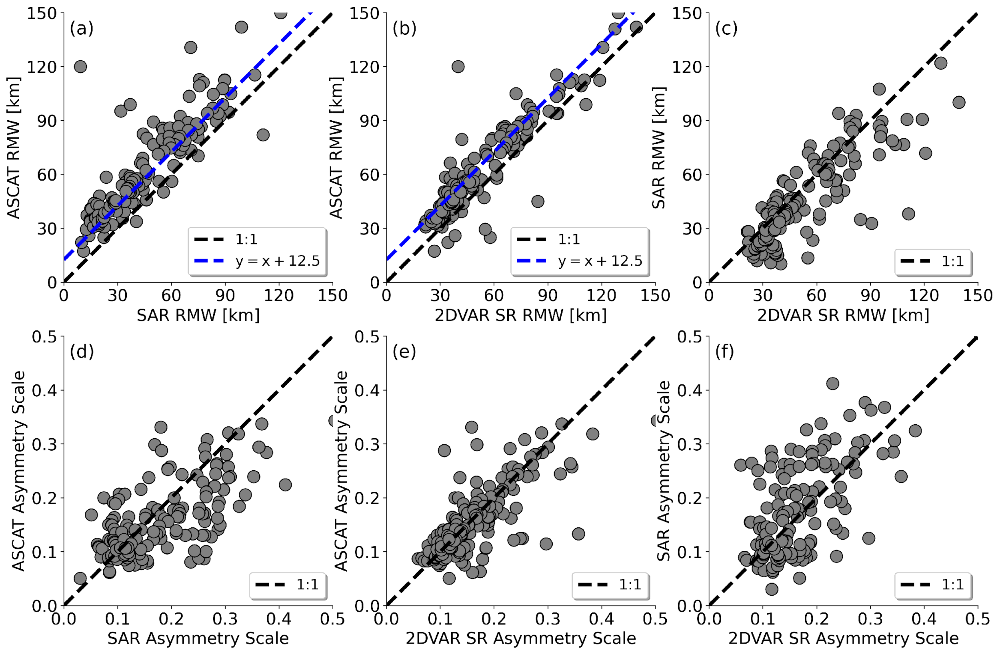 (a)
150
120
90
60
30
0
0 30 60 90 120 150
ASCAT RMW [km]
SAR RMW [km]
1:1
y = x + 12.5
(b)
150
120
90
60
30
0
0 30 60 90 120 150
ASCAT RMW [km]
2DVAR SR RMW [km]
1:1
y = x + 12.5
(c)
150
120
90
60
30
0
0 30 60 90 120 150
SAR RMW [km]
2DVAR SR RMW [km]
1:1
(d)
0.5
0.4
0.3
0.2
0.1
0.0
0.0 0.1 0.2 0.3 0.4 0.5
ASCAT Asymmetry Scale
SAR Asymmetry Scale
1:1
(e)
0.5
0.4
0.3
0.2
0.1
0.0
0.0 0.1 0.2 0.3 0.4 0.5
ASCAT Asymmetry Scale
2DVAR SR Asymmetry Scale
1:1
(f)
0.5
0.4
0.3
0.2
0.1
0.0
0.0 0.1 0.2 0.3 0.4 0.5
SAR Asymmetry Scale
2DVAR SR Asymmetry Scale
1:1